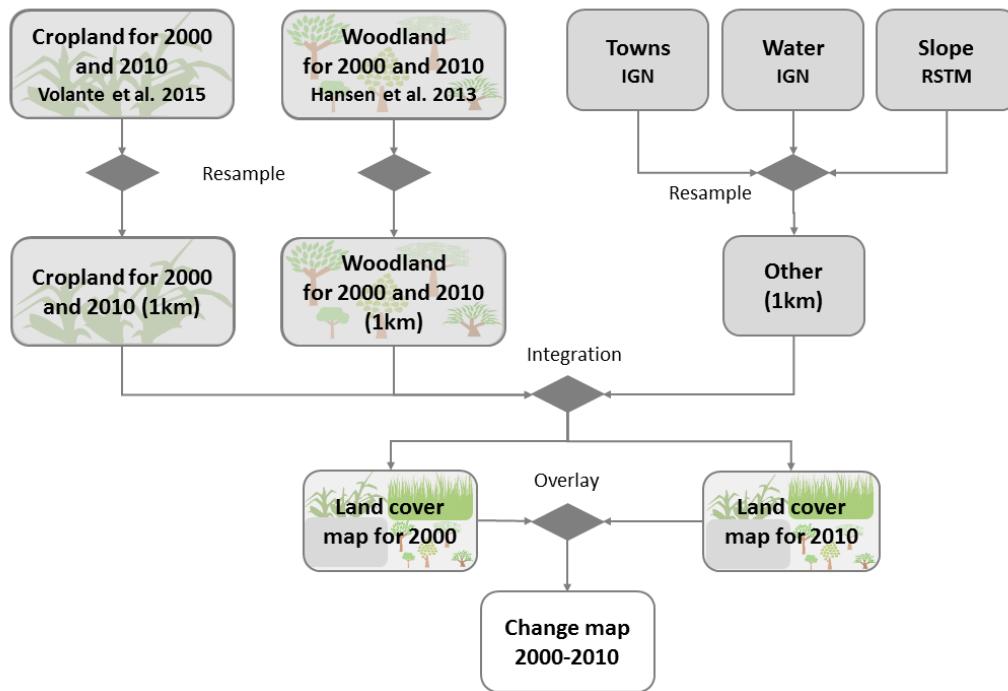 Cropland for 2000
and 2010
Volante et al. 2015
Woodland
for 2000 and 2010
Hansen et al. 2013
Towns
IGN
Water
IGN
Slope
RSTM
Resample
Resample
Cropland for 2000
and 2010 (1km)
Woodland
for 2000 and 2010
(1km)
Other
(1km)
Integration
Land cover
map for 2000
Overlay
Land cover
map for 2010
Change map
2000-2010